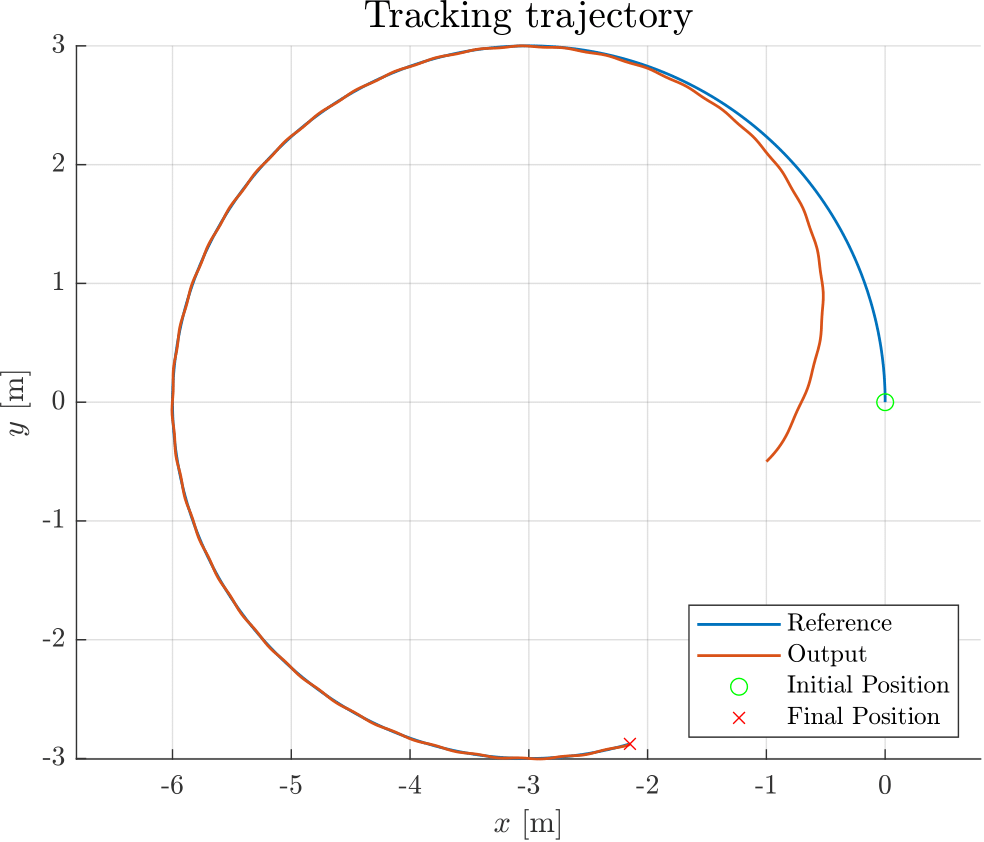 Tracking trajectory
3
2
1
0
-1
-2
-3
y [m]
-6 -5 -4 -3 -2 -1 0
x [m]
Reference
Output
Initial Position
Final Position